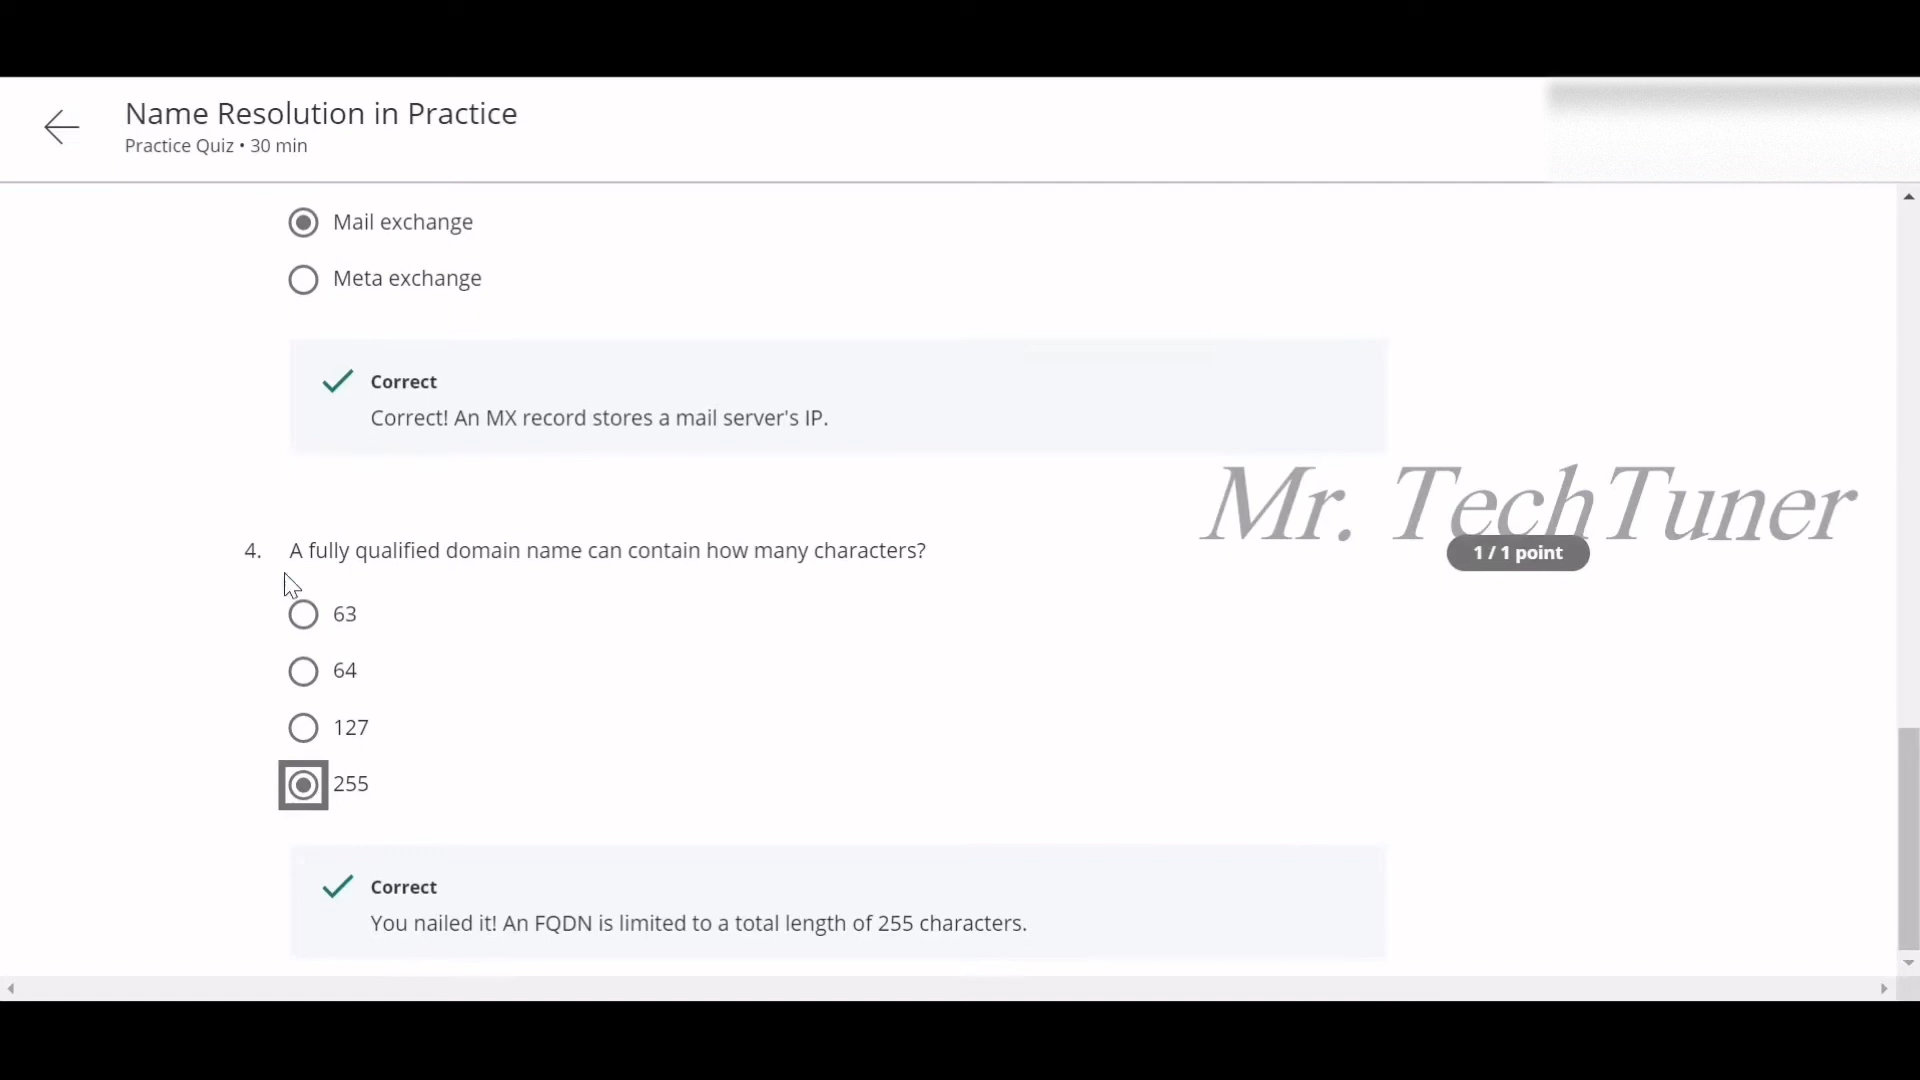 Name Resolution in Practice
Practice Quiz • 30 min
Mail exchange
Meta exchange
Correct
Correct! An MX record stores a mail server's IP.
Mr. TechTuner
4. A fully qualified domain name can contain how many characters?
1 / 1 point
63
64
127
255
Correct
You nailed it! An FQDN is limited to a total length of 255 characters.